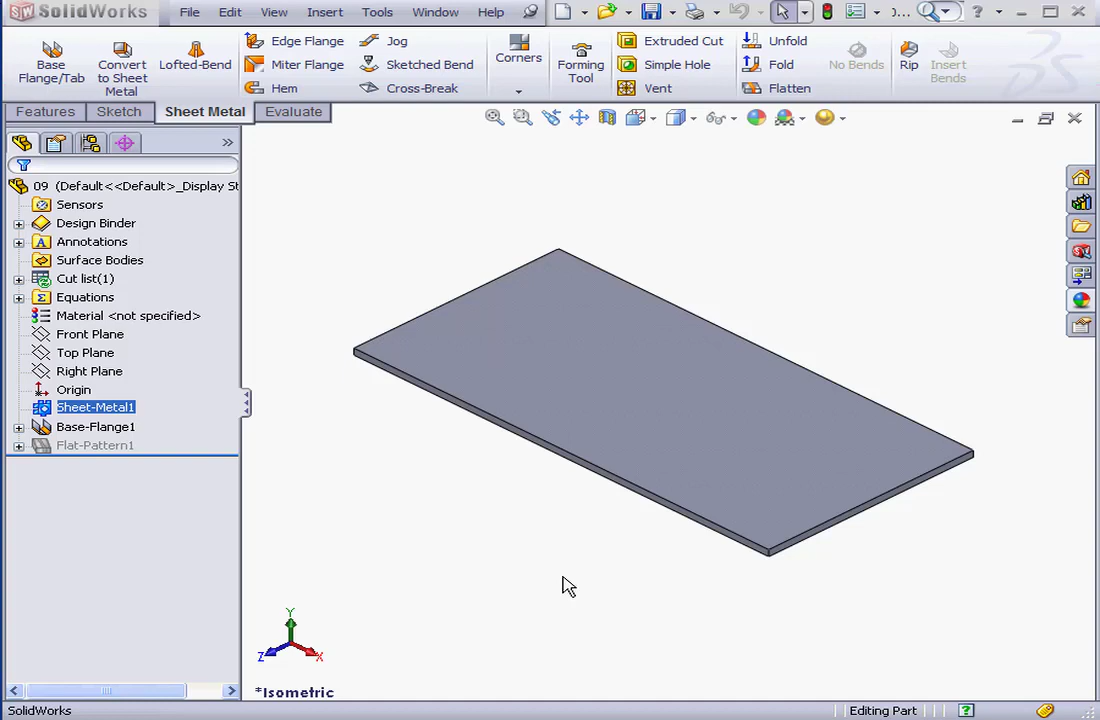 SolidWorks File Edit View Insert Tools Window Help )... ?
Base Flange/Tab
Convert to Sheet Metal
Lofted-Bend
Edge Flange
Miter Flange
Hem
Jog
Sketched Bend
Cross-Break
Corners
Forming Tool
Extruded Cut
Simple Hole
Vent
Unfold
Fold
Flatten
No Bends
Rip
Insert Bends
Features Sketch Sheet Metal Evaluate
09 (Default<<Default>_Display St
Sensors
Design Binder
Annotations
Surface Bodies
Cut list(1)
Equations
Material <not specified>
Front Plane
Top Plane
Right Plane
Origin
Sheet-Metal1
Base-Flange1
Flat-Pattern1
Y
Z X
*Isometric
SolidWorks Editing Part ?